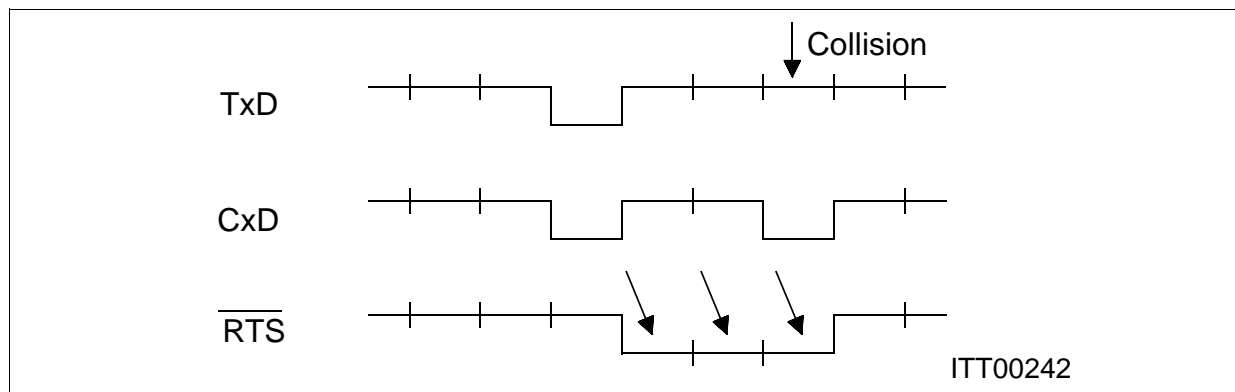 Collision
TxD
CxD
RTS
ITT00242